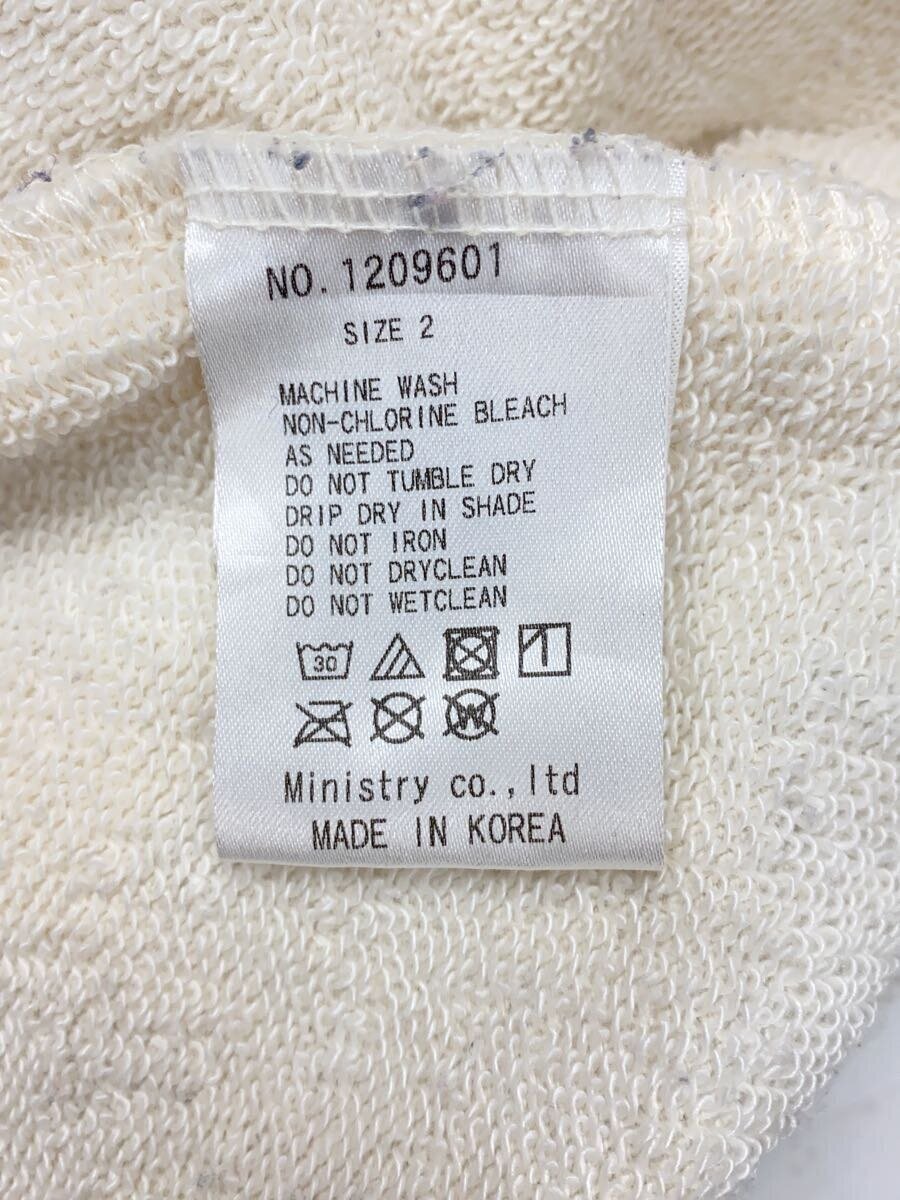 NO. 1209601
SIZE 2
MACHINE WASH
NON-CHLORINE BLEACH
AS NEEDED
DO NOT TUMBLE DRY
DRIP DRY IN SHADE
DO NOT IRON
DO NOT DRYCLEAN
DO NOT WETCLEAN
30
W
Ministry co.,ltd
MADE IN KOREA